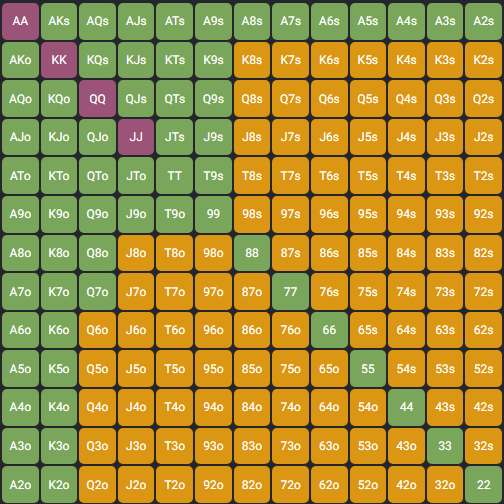 AA AKs AQs AJs ATs A9s A8s A7s A6s A5s A4s A3s A2s
AKo KK KQs KJs KTs K9s K8s K7s K6s K5s K4s K3s K2s
AQo KQo QQ QJs QTs Q9s Q8s Q7s Q6s Q5s Q4s Q3s Q2s
AJo KJo QJo JJ JTs J9s J8s J7s J6s J5s J4s J3s J2s
ATo KTo QTo JTo TT T9s T8s T7s T6s T5s T4s T3s T2s
A9o K9o Q9o J9o T9o 99 98s 97s 96s 95s 94s 93s 92s
A8o K8o Q8o J8o T8o 98o 88 87s 86s 85s 84s 83s 82s
A7o K7o Q7o J7o T7o 97o 87o 77 76s 75s 74s 73s 72s
A6o K6o Q6o J6o T6o 96o 86o 76o 66 65s 64s 63s 62s
A5o K5o Q5o J5o T5o 95o 85o 75o 65o 55 54s 53s 52s
A4o K4o Q4o J4o T4o 94o 84o 74o 64o 54o 44 43s 42s
A3o K3o Q3o J3o T3o 93o 83o 73o 63o 53o 43o 33 32s
A2o K2o Q2o J2o T2o 92o 82o 72o 62o 52o 42o 32o 22